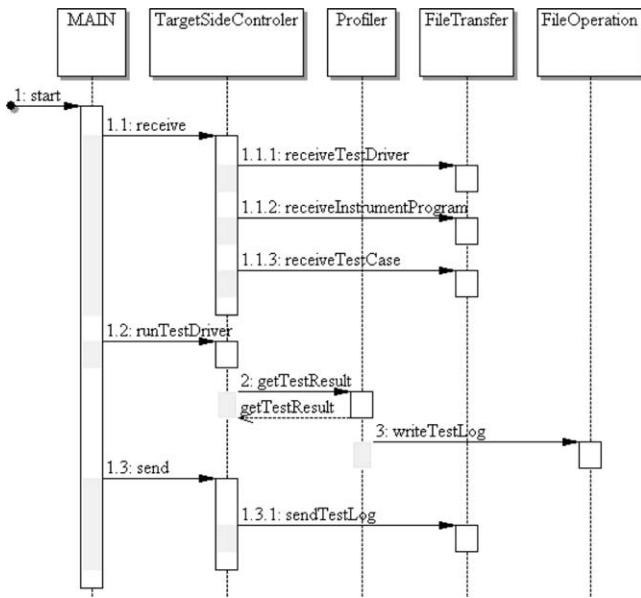 MAIN
TargetSideControler
Profiler
FileTransfer
FileOperation
1: start
1.1: receive
1.1.1: receiveTestDriver
1.1.2: receiveInstrumentProgram
1.1.3: receiveTestCase
1.2: runTestDriver
2: getTestResult
getTestResult
3: writeTestLog
1.3: send
1.3.1: sendTestLog